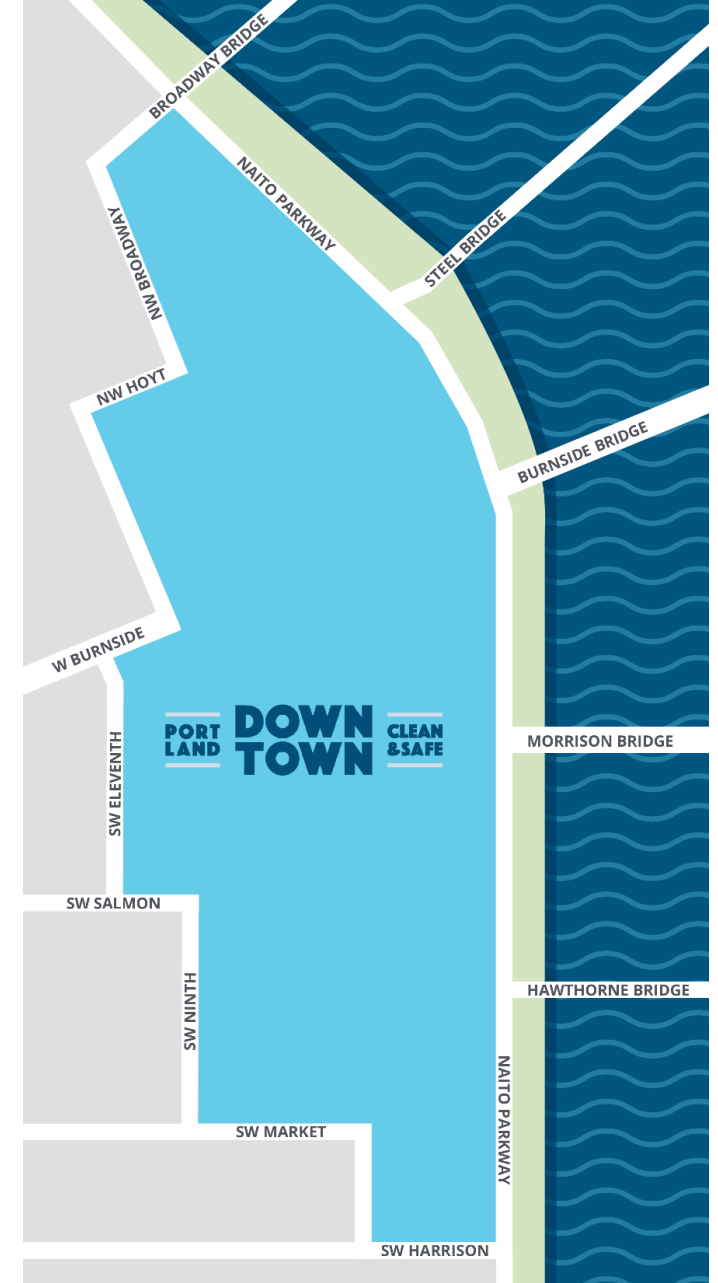 BROADWAY BRIDGE
NAITO PARKWAY
NW BROADWAY
STEEL BRIDGE
NW HOYT
BURNSIDE BRIDGE
W BURNSIDE
PORT
LAND
DOWN
TOWN
CLEAN
&SAFE
MORRISON BRIDGE
SW ELEVENTH
SW SALMON
SW NINTH
HAWTHORNE BRIDGE
NAITO PARKWAY
SW MARKET
SW HARRISON